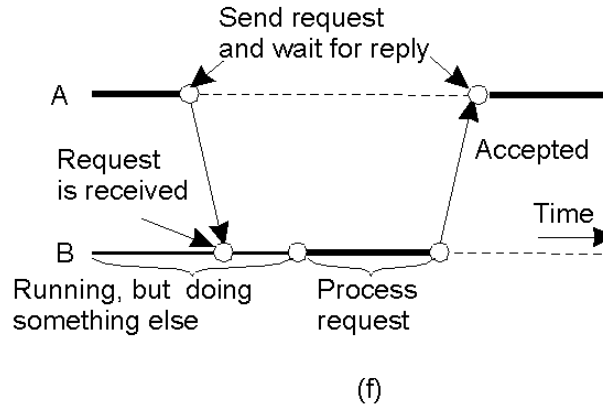 Send request
and wait for reply
A
Request
is received
Accepted
Time
B
Running, but doing
something else
Process
request
(f)